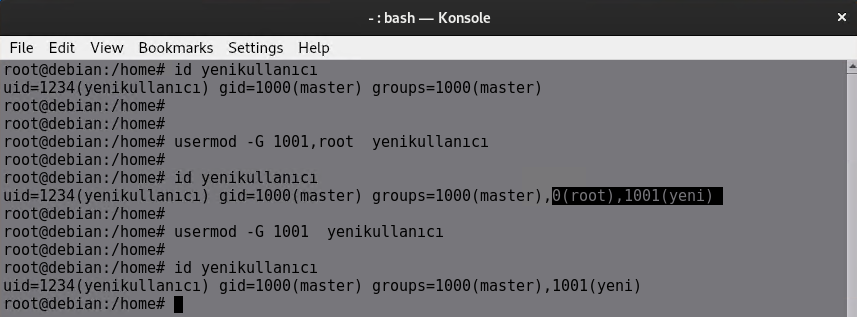 - : bash — Konsole
File Edit View Bookmarks Settings Help
root@debian:/home# id yenikullanıcı
uid=1234(yenikullanıcı) gid=1000(master) groups=1000(master)
root@debian:/home#
root@debian:/home#
root@debian:/home# usermod -G 1001,root  yenikullanıcı
root@debian:/home#
root@debian:/home# id yenikullanıcı
uid=1234(yenikullanıcı) gid=1000(master) groups=1000(master),0(root),1001(yeni)
root@debian:/home#
root@debian:/home# usermod -G 1001  yenikullanıcı
root@debian:/home#
root@debian:/home# id yenikullanıcı
uid=1234(yenikullanıcı) gid=1000(master) groups=1000(master),1001(yeni)
root@debian:/home#